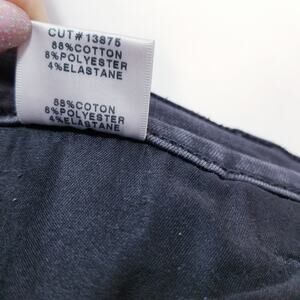 CUT#13875
88%COTTON
8%POLYESTER
4%ELASTANE
88%COTON
8%POLYESTER
4%ELASTANE